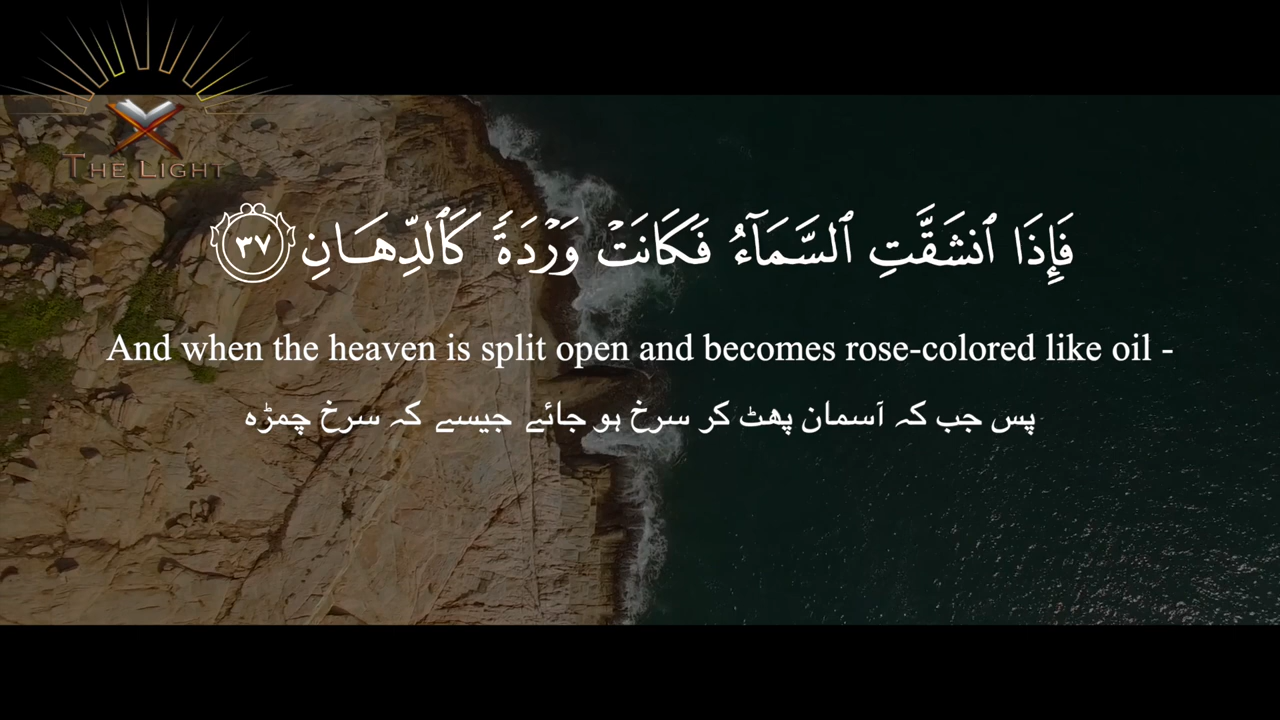 THE LIGHT
فَإِذَا ٱنشَقَّتِ ٱلسَّمَآءُ فَكَانَتْ وَرْدَةً كَٱلدِّهَانِ ٣٧
And when the heaven is split open and becomes rose-colored like oil -
پس جب کہ آسمان پھٹ کر سرخ ہو جائے جیسے کہ سرخ چمڑہ